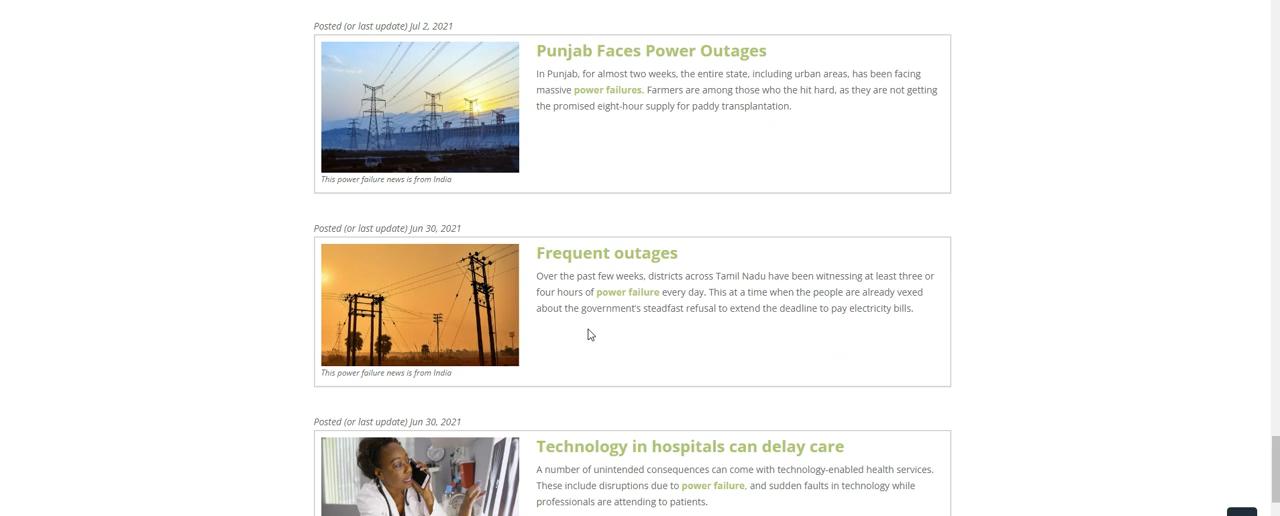 Posted (or last update) Jul 2, 2021
Punjab Faces Power Outages
In Punjab, for almost two weeks, the entire state, including urban areas, has been facing
massive power failures. Farmers are among those who the hit hard, as they are not getting
the promised eight-hour supply for paddy transplantation.
This power failure news is from India
Posted (or last update) Jun 30, 2021
Frequent outages
Over the past few weeks, districts across Tamil Nadu have been witnessing at least three or
four hours of power failure every day. This at a time when the people are already vexed
about the government's steadfast refusal to extend the deadline to pay electricity bills.
This power failure news is from India
Posted (or last update) Jun 30, 2021
Technology in hospitals can delay care
A number of unintended consequences can come with technology-enabled health services.
These include disruptions due to power failure, and sudden faults in technology while
professionals are attending to patients.